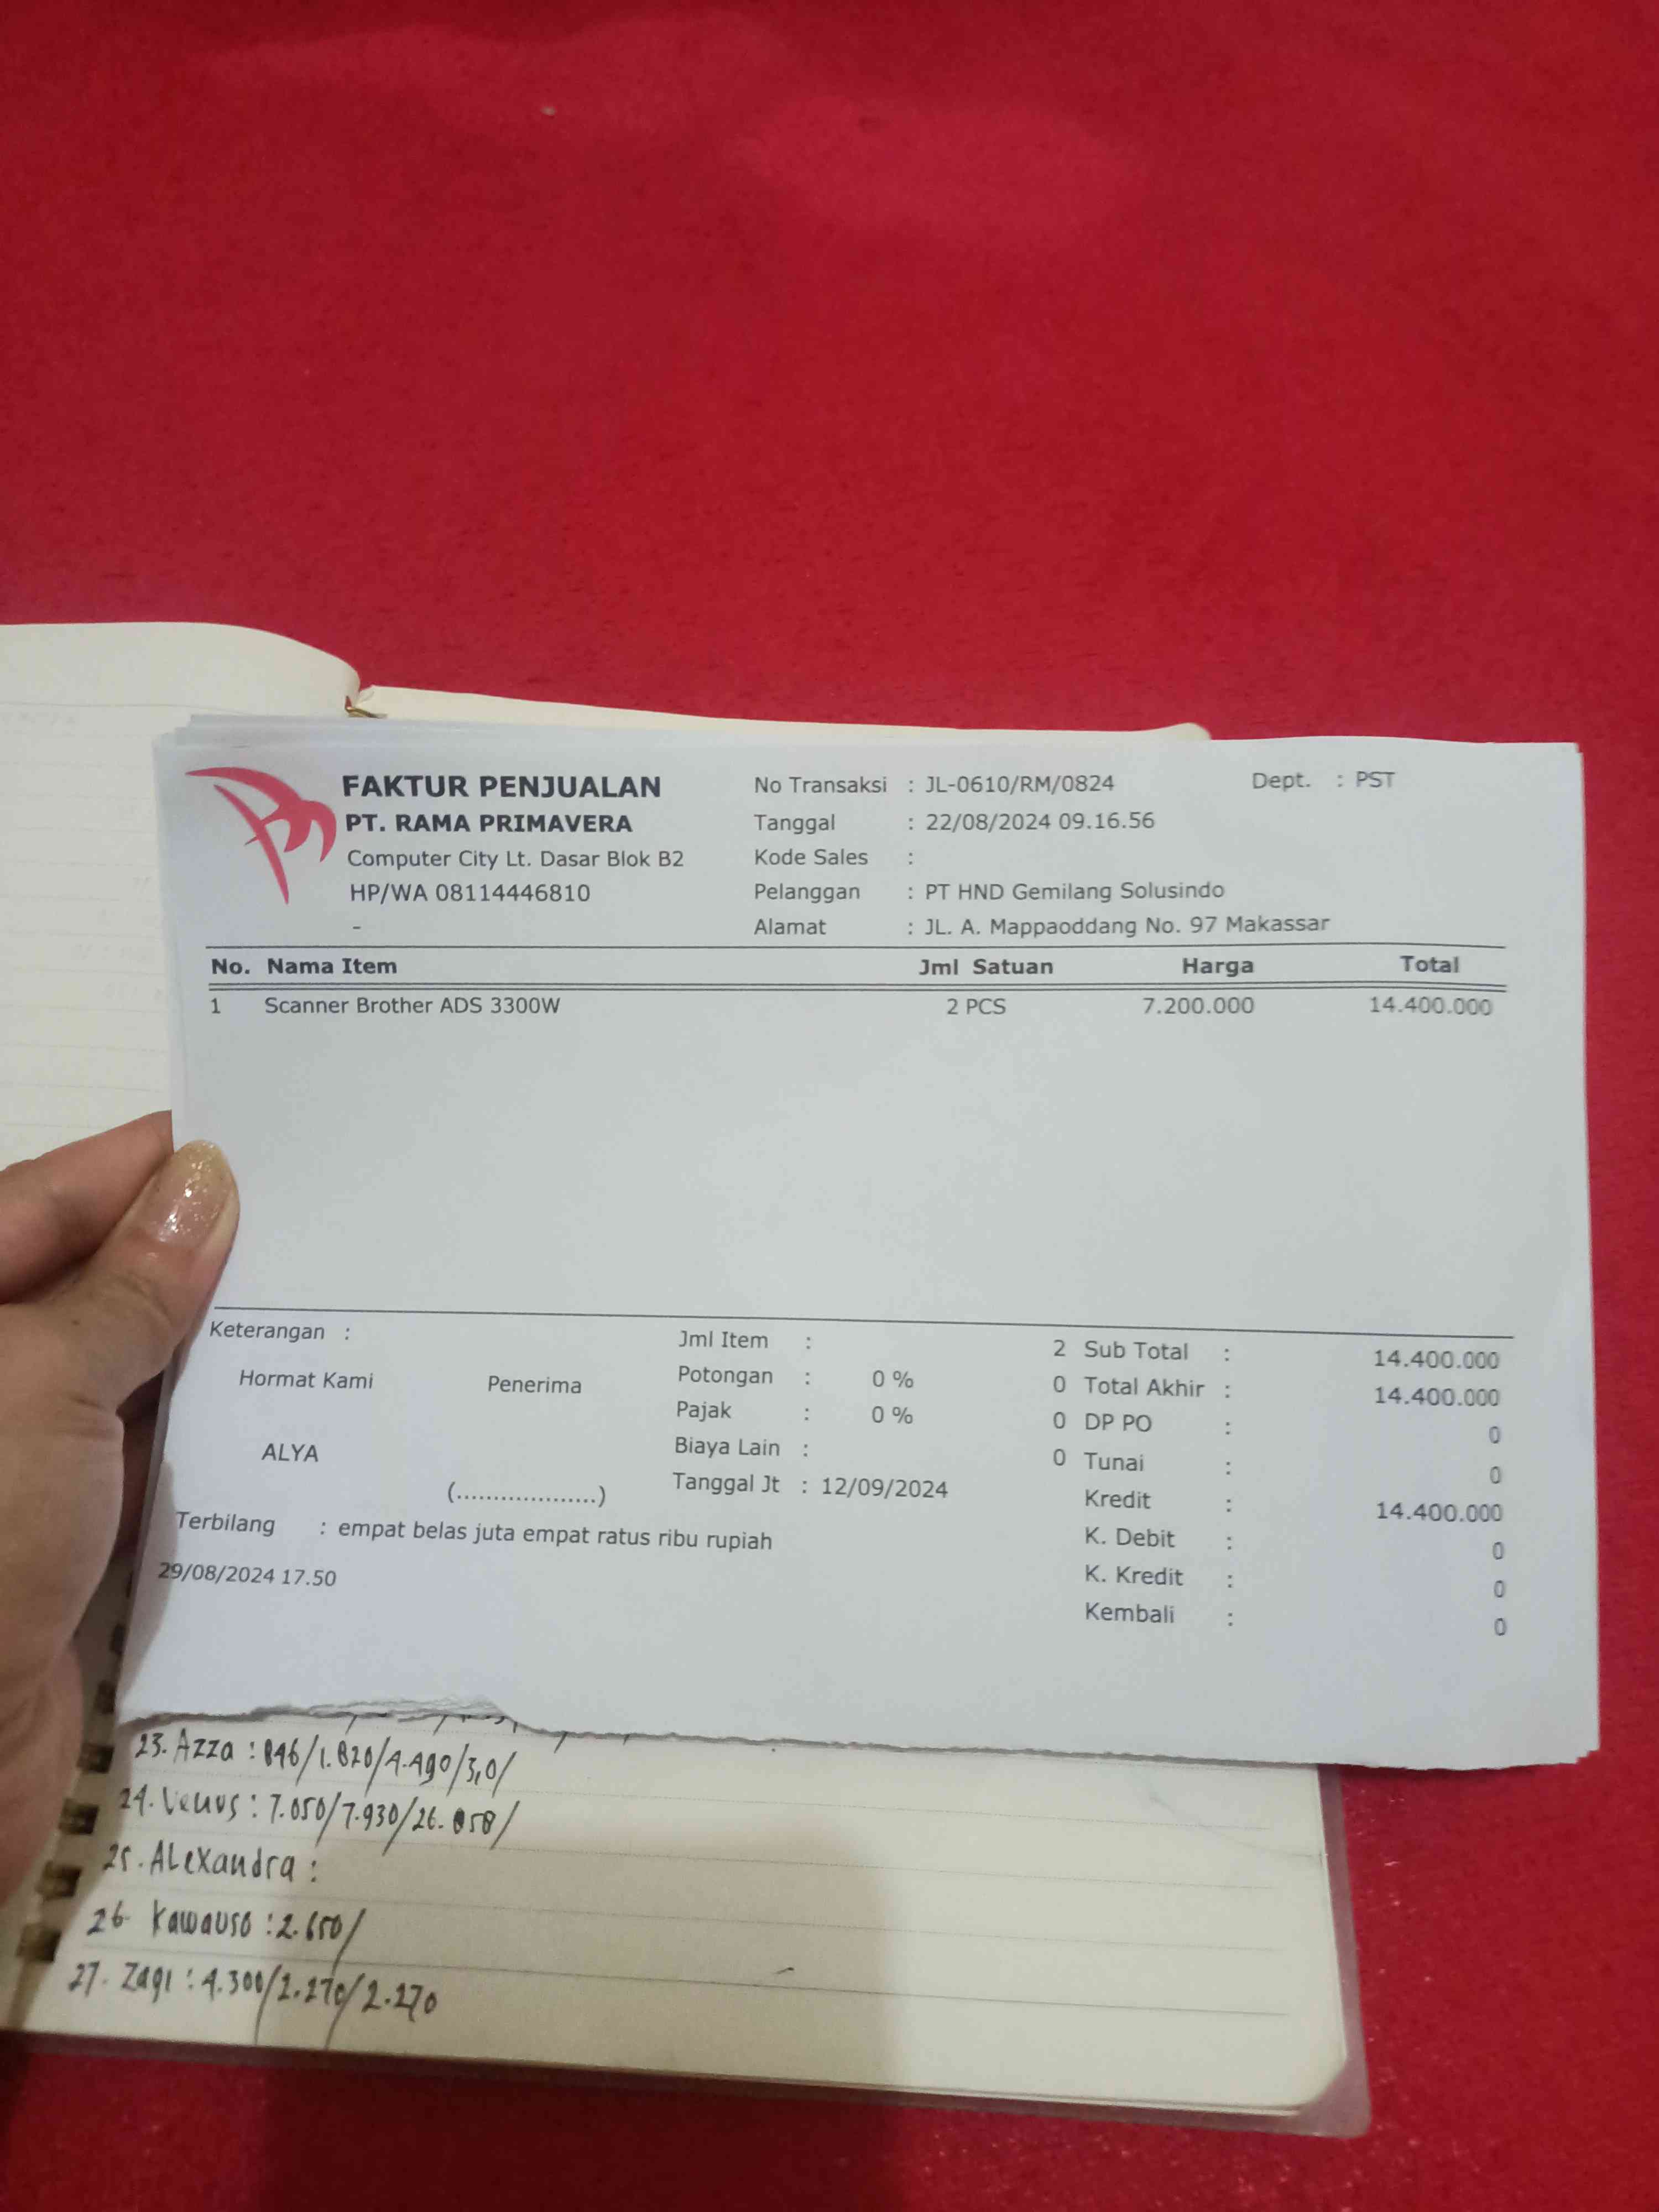 FAKTUR PENJUALAN
PT. RAMA PRIMAVERA
Computer City Lt. Dasar Blok B2
HP/WA 08114446810
-
No Transaksi : JL-0610/RM/0824 Dept. : PST
Tanggal : 22/08/2024 09.16.56
Kode Sales :
Pelanggan : PT HND Gemilang Solusindo
Alamat : JL. A. Mappaoddang No. 97 Makassar
No. Nama Item Jml Satuan Harga Total
1 Scanner Brother ADS 3300W 2 PCS 7.200.000 14.400.000
Keterangan :
Hormat Kami Penerima
ALYA
(...................)
Jml Item : 2
Potongan : 0 % 0
Pajak : 0 % 0
Biaya Lain : 0
Tanggal Jt : 12/09/2024
Sub Total : 14.400.000
Total Akhir : 14.400.000
DP PO : 0
Tunai : 0
Kredit : 14.400.000
K. Debit : 0
K. Kredit : 0
Kembali : 0
Terbilang : empat belas juta empat ratus ribu rupiah
29/08/2024 17.50
23. Azza : 846/1.820/4.490/3,0/
24. Venus : 7.050/7.930/26.058/
25. Alexandra :
26. Kawauso : 2.650/
27. Zagi : 4.300/2.270/2.270